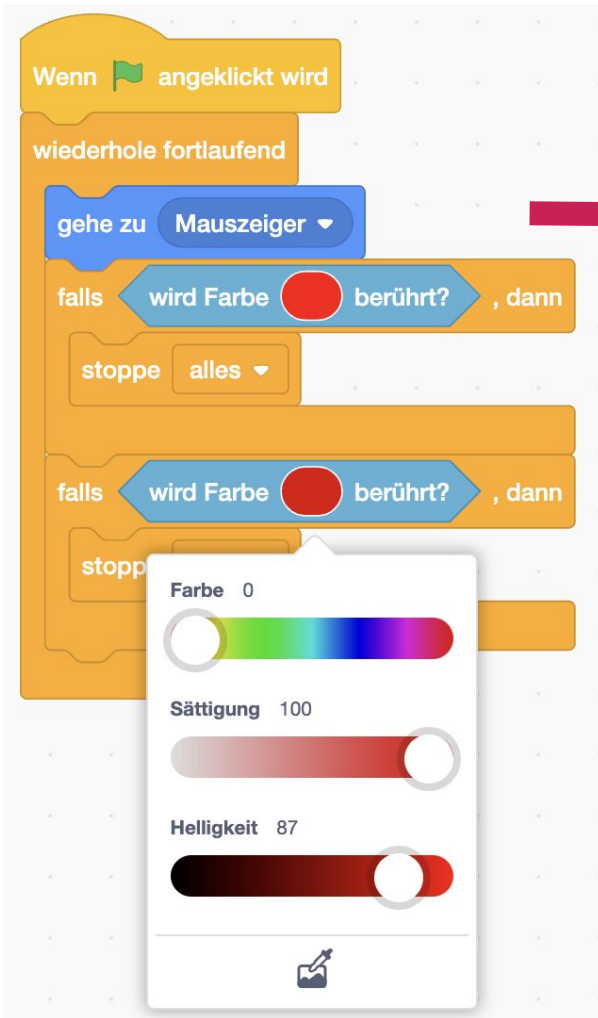 Wenn angeklickt wird
wiederhole fortlaufend
gehe zu Mauszeiger
falls wird Farbe berührt? , dann
stoppe alles
falls wird Farbe berührt? , dann
stopp
Farbe 0
Sättigung 100
Helligkeit 87